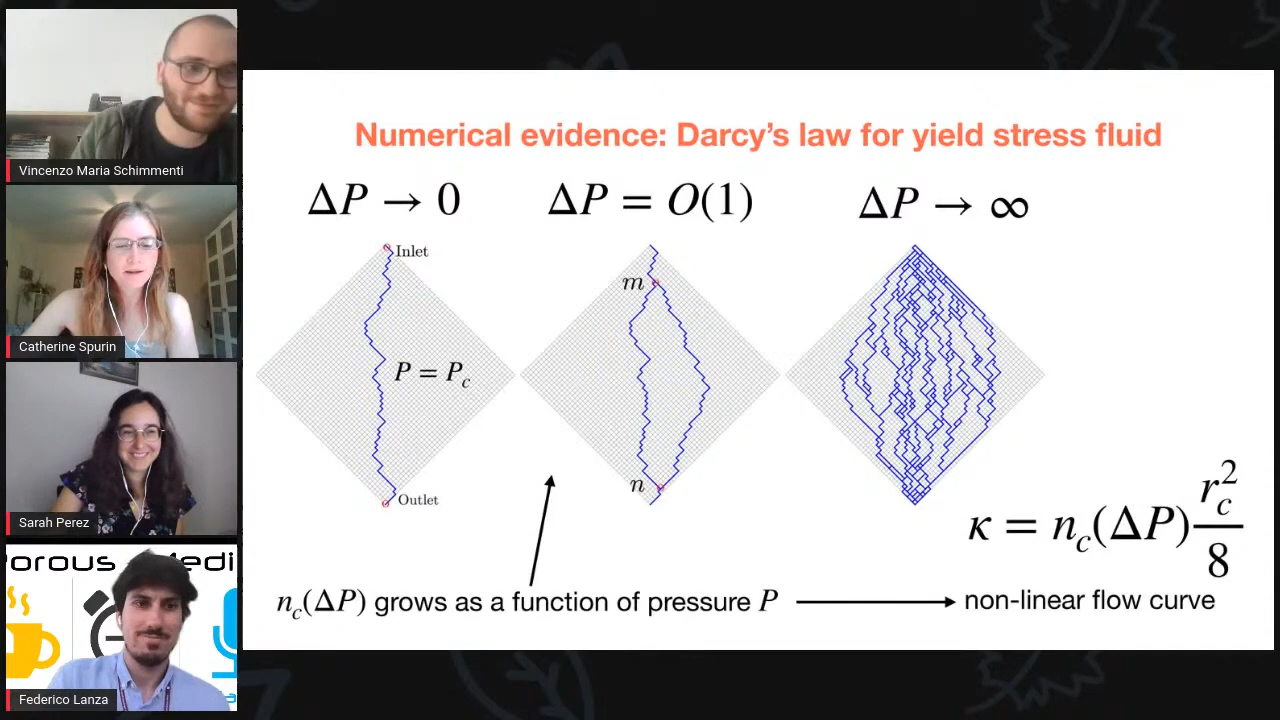 Vincenzo Maria Schimmenti
Catherine Spurin
Sarah Perez
Porous Medi
Federico Lanza
Numerical evidence: Darcy's law for yield stress fluid
ΔP → 0
ΔP = O(1)
ΔP → ∞
Inlet
m
P = P_c
n
Outlet
κ = n_c(ΔP) r_c^2/8
n_c(ΔP) grows as a function of pressure P
non-linear flow curve